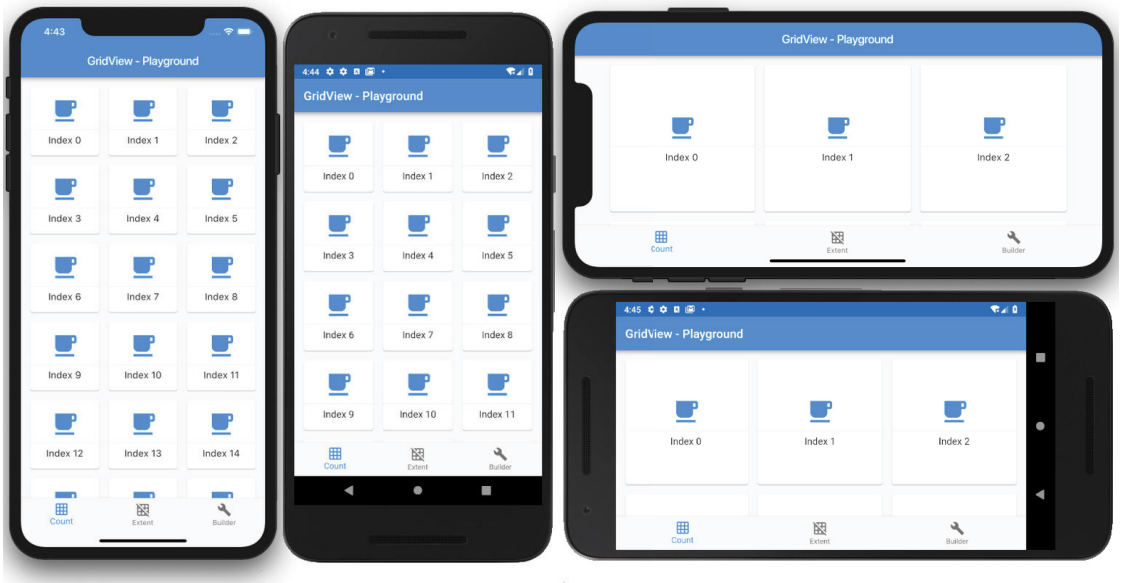 4:43
GridView - Playground
Index 0 Index 1 Index 2
Index 3 Index 4 Index 5
Index 6 Index 7 Index 8
Index 9 Index 10 Index 11
Index 12 Index 13 Index 14
Count Extent Builder
4:44
GridView - Playground
Index 0 Index 1 Index 2
Index 3 Index 4 Index 5
Index 6 Index 7 Index 8
Index 9 Index 10 Index 11
Count Extent Builder
GridView - Playground
Index 0 Index 1 Index 2
Count Extent Builder
4:45
GridView - Playground
Index 0 Index 1 Index 2
Count Extent Builder